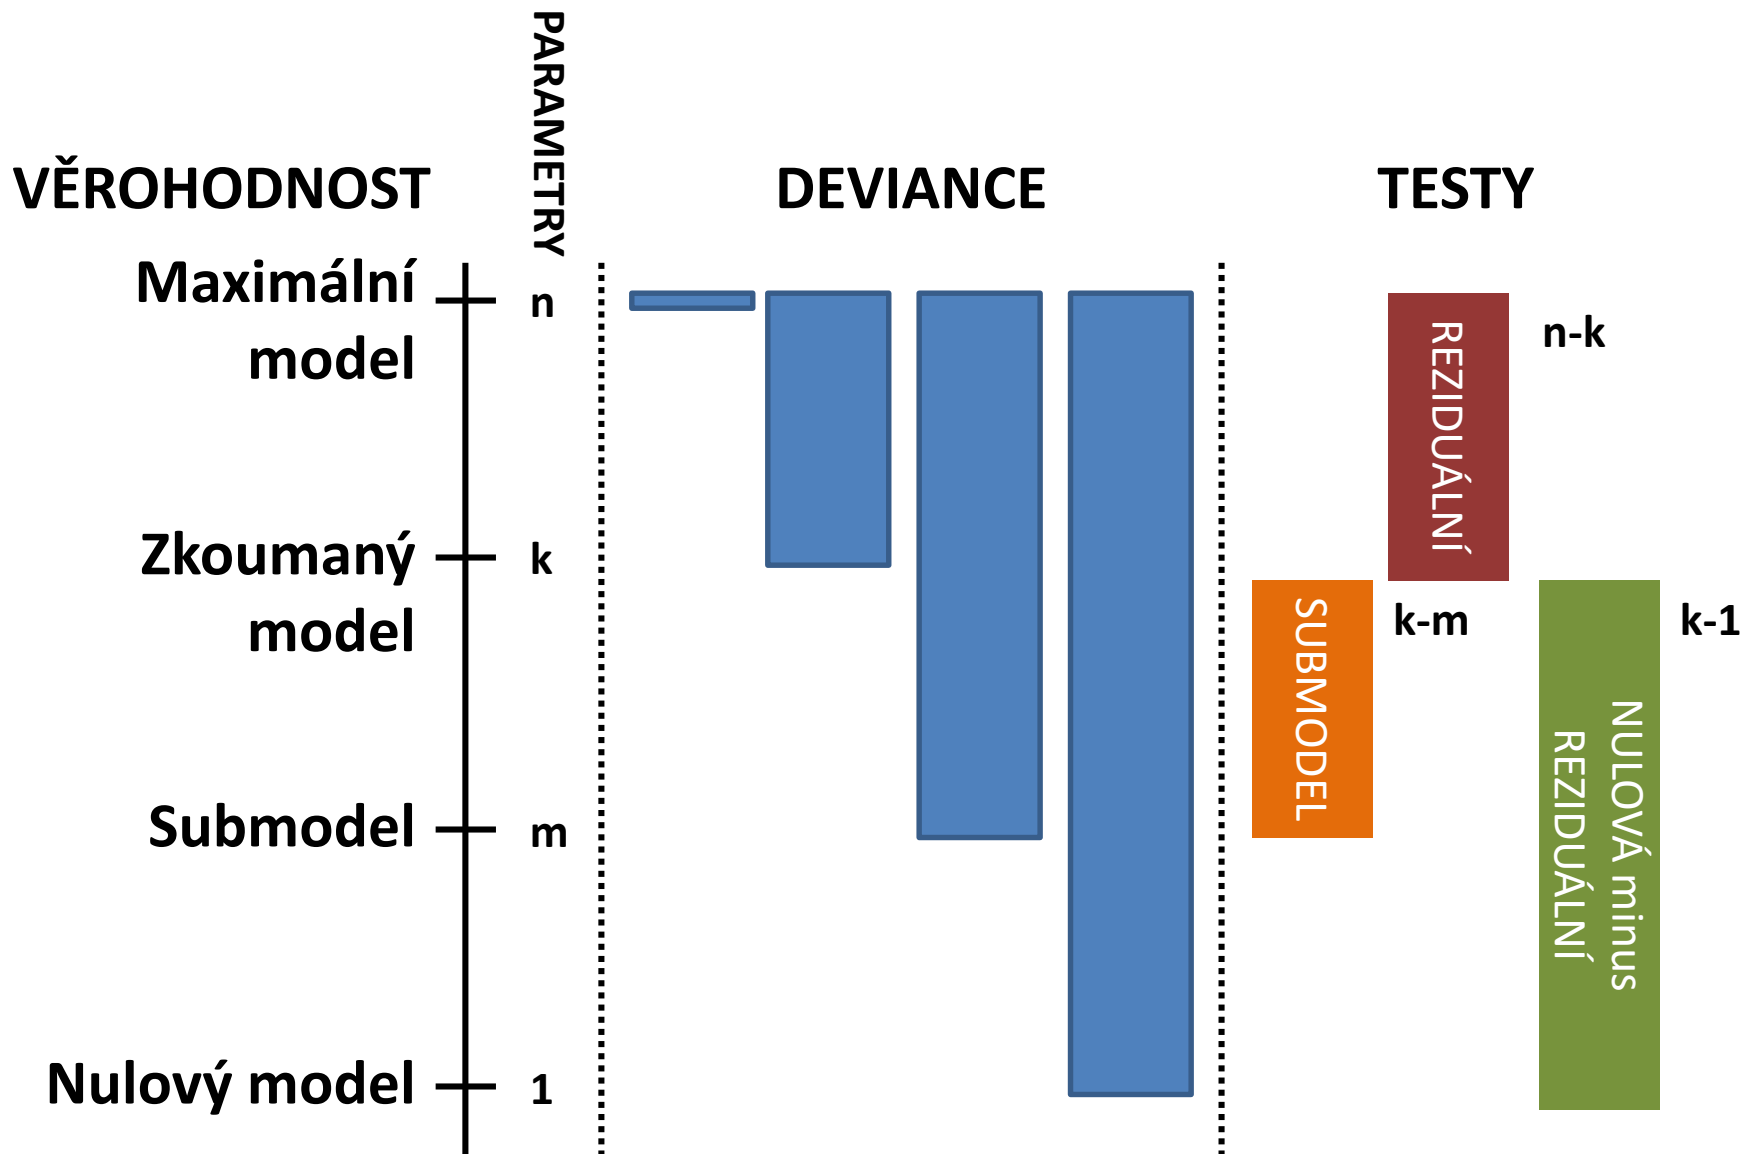 PARAMETRY
VĚROHODNOST
DEVIANCE
TESTY
Maximální
model
n
Zkoumaný
model
k
Submodel
m
Nulový model
1
REZIDUÁLNÍ
n-k
SUBMODEL
k-m
NULOVÁ minus
REZIDUÁLNÍ
k-1